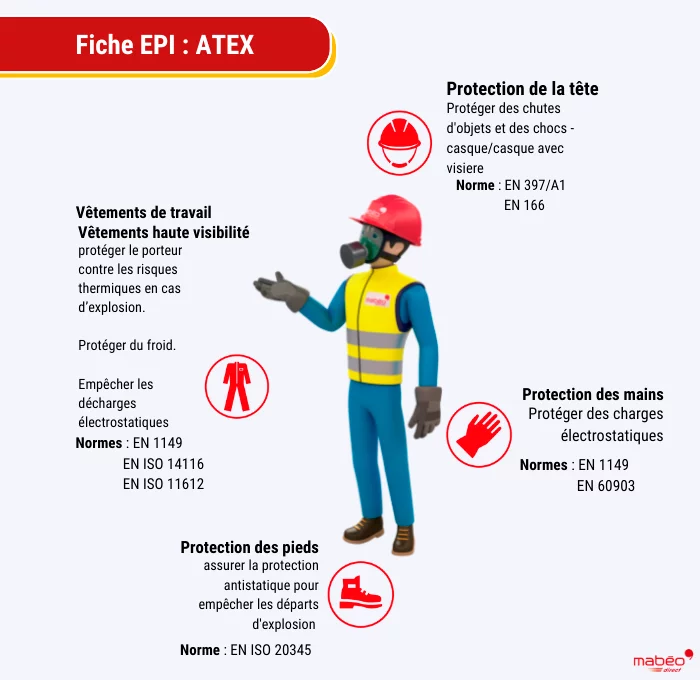 Fiche EPI : ATEX
Protection de la tête
Protéger des chutes
d'objets et des chocs -
casque/casque avec
visiere
Norme : EN 397/A1
EN 166
Vêtements de travail
Vêtements haute visibilité
protéger le porteur
contre les risques
thermiques en cas
d’explosion.
Protéger du froid.
Empêcher les
décharges
électrostatiques
Normes : EN 1149
EN ISO 14116
EN ISO 11612
mabéo
Protection des mains
Protéger des charges
électrostatiques
Normes : EN 1149
EN 60903
Protection des pieds
assurer la protection
antistatique pour
empêcher les départs
d'explosion
Norme : EN ISO 20345
mabéo
direct